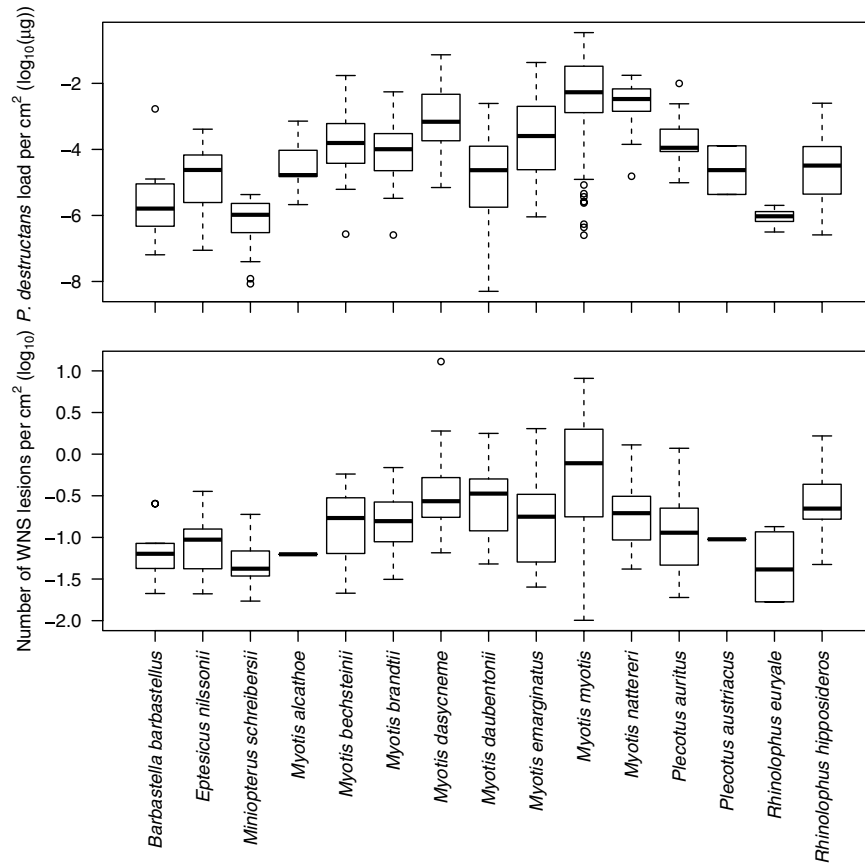 P. destructans load per cm² (log₁₀(µg))
−2
−4
−6
−8
Number of WNS lesions per cm² (log₁₀)
1.0
0.5
0.0
−0.5
−1.0
−1.5
−2.0
Barbastella barbastellus
Eptesicus nilssonii
Miniopterus schreibersii
Myotis alcathoe
Myotis bechsteinii
Myotis brandtii
Myotis dasycneme
Myotis daubentonii
Myotis emarginatus
Myotis myotis
Myotis nattereri
Plecotus auritus
Plecotus austriacus
Rhinolophus euryale
Rhinolophus hipposideros